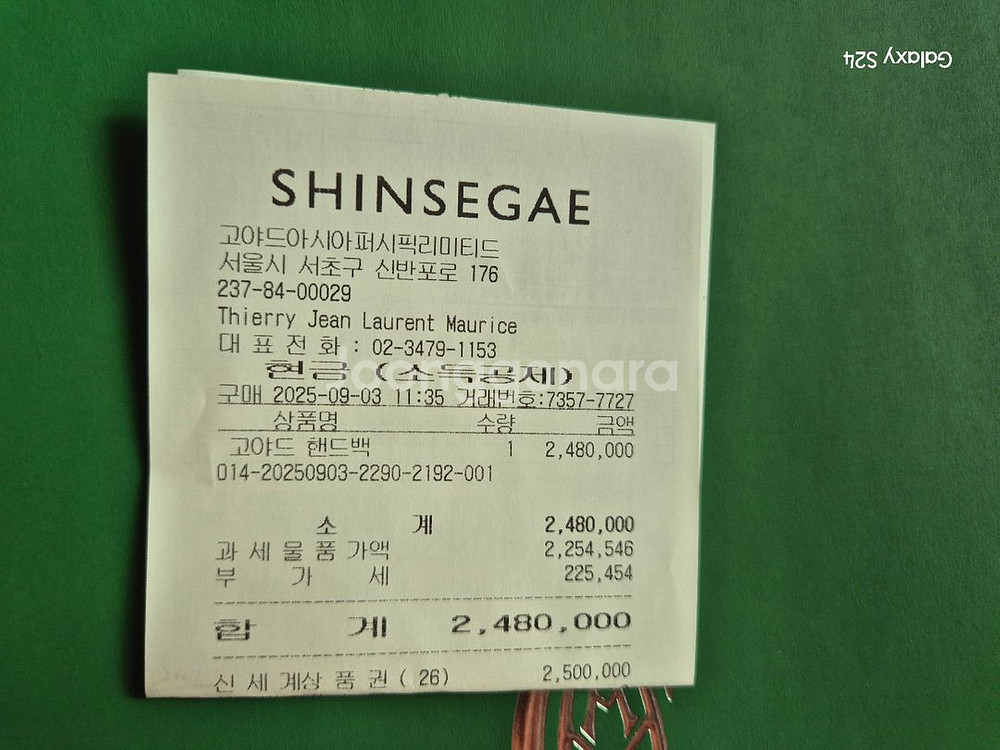 Galaxy S24
SHINSEGAE
고야드아시아퍼시픽리미티드
서울시 서초구 신반포로 176
237-84-00029
Thierry Jean Laurent Maurice
대 표 전 화 : 02-3479-1153
Joonggonara
현금 (소득공제)
구매 2025-09-03 11:35 거래번호:7357-7727
상품명 수량 금액
고야드 핸드백 1 2,480,000
014-20250903-2290-2192-001
소 계 2,480,000
과 세 물 품 가액 2,254,546
부 가 세 225,454
합 계 2,480,000
신 세 계상 품 권 ( 26) 2,500,000